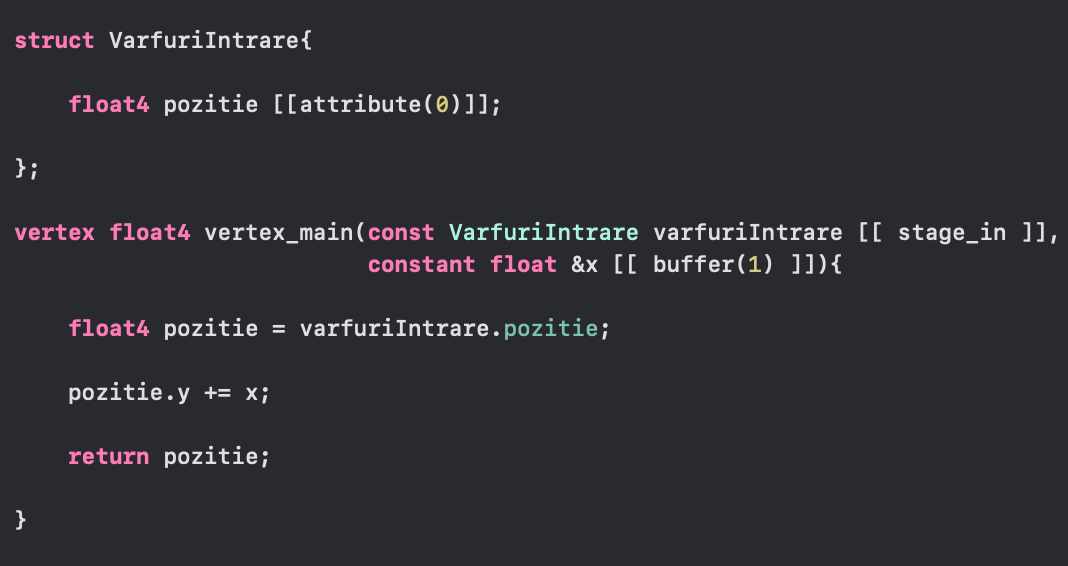 struct VarfuriIntrare{
float4 pozitie [[attribute(0)]];
};
vertex float4 vertex_main(const VarfuriIntrare varfuriIntrare [[ stage_in ]],
constant float &x [[ buffer(1) ]]){
float4 pozitie = varfuriIntrare.pozitie;
pozitie.y += x;
return pozitie;
}